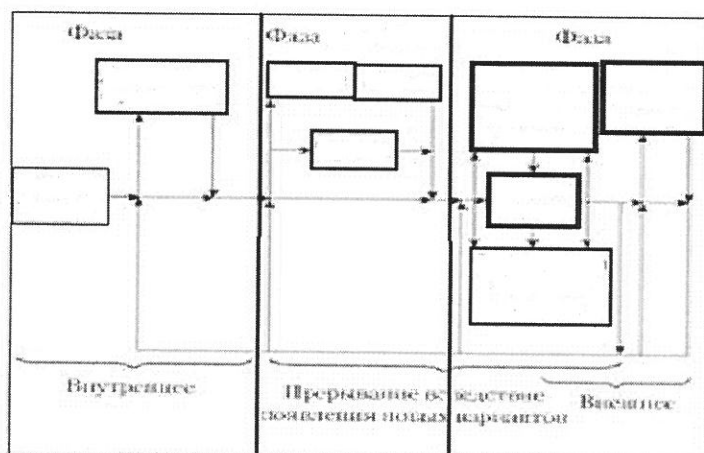 Фаза
Фаза
Фаза
Внутреннее
Прерывание вследствие
появления новых вариантов
Внешнее